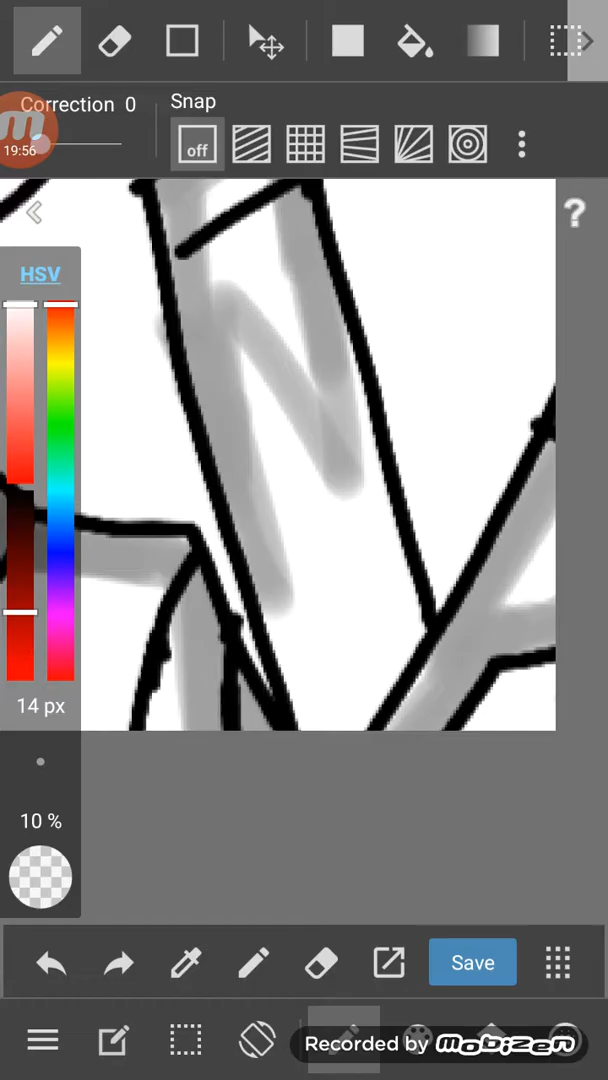 Correction 0
Snap
off
m
19:56
?
HSV
14 px
10 %
Save
Recorded by mobizen